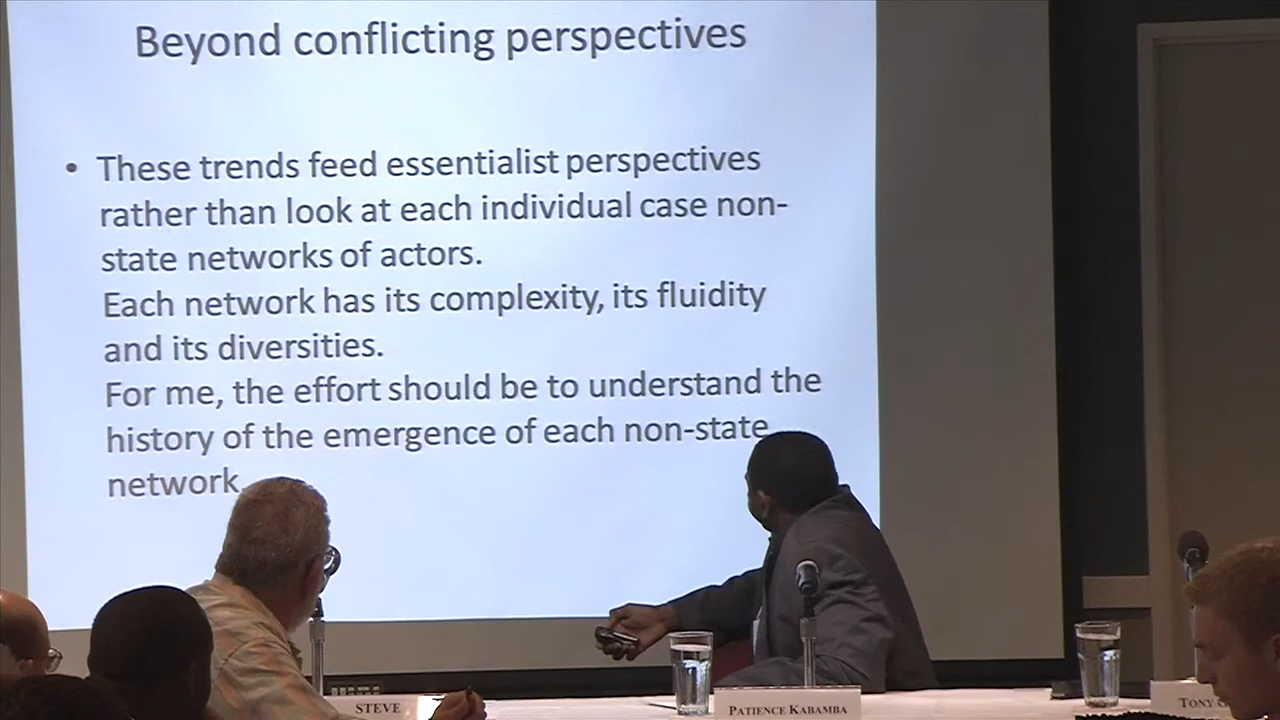 Beyond conflicting perspectives
• These trends feed essentialist perspectives
rather than look at each individual case non-
state networks of actors.
Each network has its complexity, its fluidity
and its diversities.
For me, the effort should be to understand the
history of the emergence of each non-state
network.
STEVE
PATIENCE KABAMBA
TONY